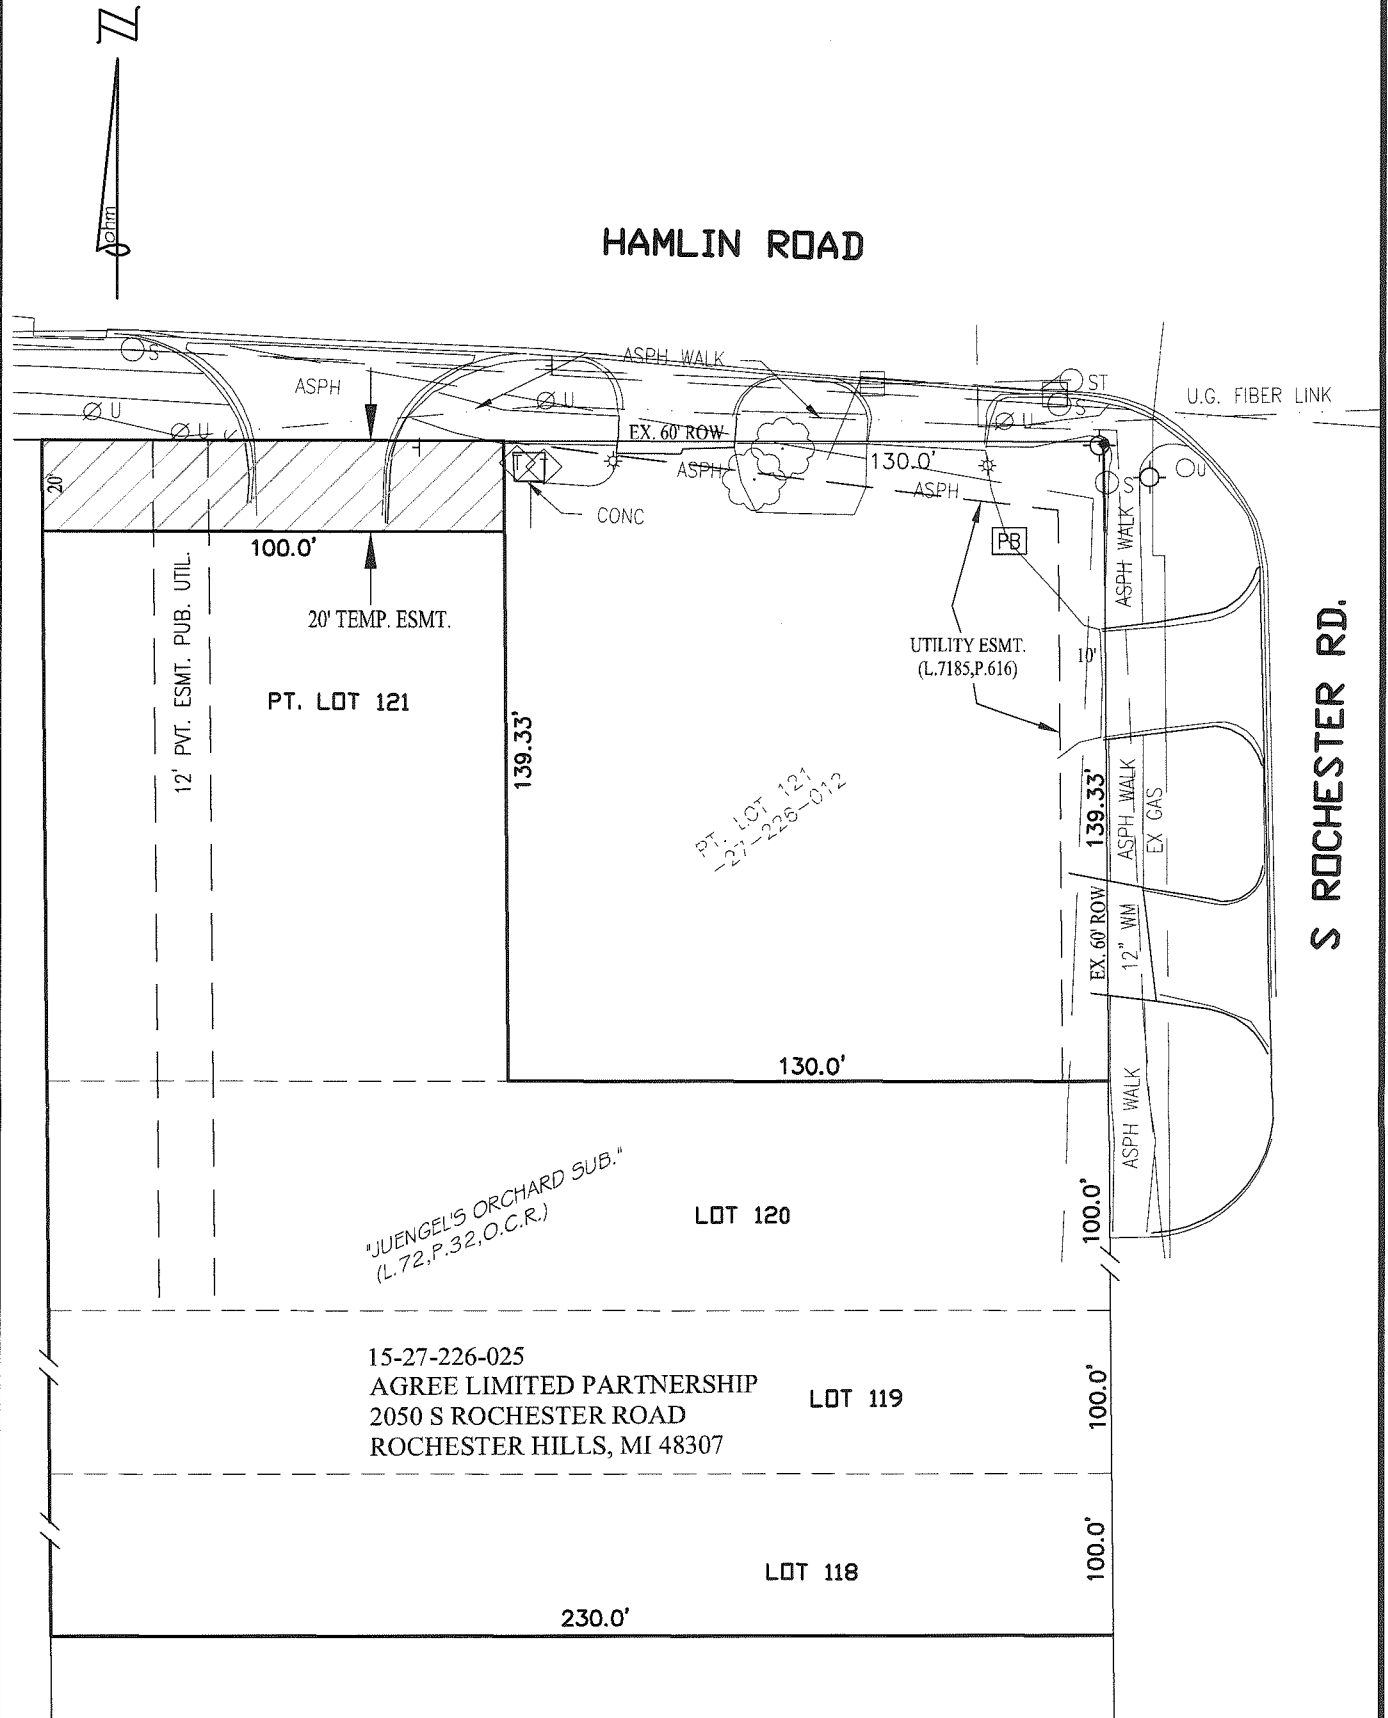 N
ohm
HAMLIN ROAD
S
ASPH
ASPH WALK
ST
S
U.G. FIBER LINK
U
U
U
U
EX. 60' ROW
130.0'
20'
T
T
ASPH
ASPH
S
U
CONC
PB
100.0'
20' TEMP. ESMT.
12' PVT. ESMT. PUB. UTIL.
PT. LOT 121
UTILITY ESMT.
(L.7185,P.616)
10'
ASPH WALK
S ROCHESTER RD.
139.33'
PT. LOT 121
-27-226-012
139.33'
ASPH WALK
EX GAS
EX. 60' ROW
12" WM
130.0'
ASPH WALK
"JUENGEL'S ORCHARD SUB."
(L.72,P.32,O.C.R.)
LOT 120
100.0'
15-27-226-025
AGREE LIMITED PARTNERSHIP
2050 S ROCHESTER ROAD
ROCHESTER HILLS, MI 48307
LOT 119
100.0'
LOT 118
100.0'
230.0'